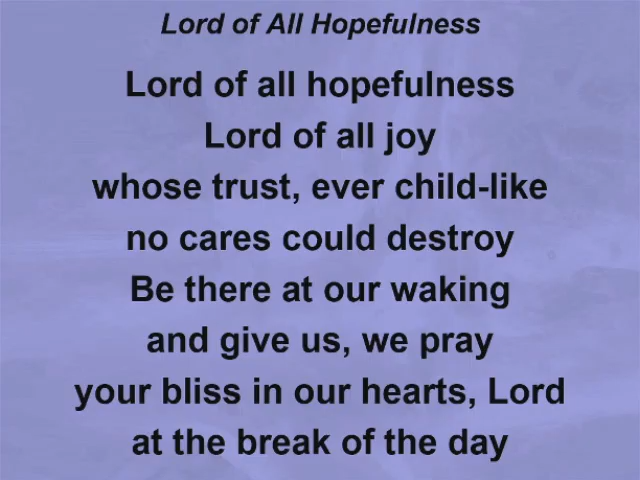 Lord of All Hopefulness
Lord of all hopefulness
Lord of all joy
whose trust, ever child-like
no cares could destroy
Be there at our waking
and give us, we pray
your bliss in our hearts, Lord
at the break of the day